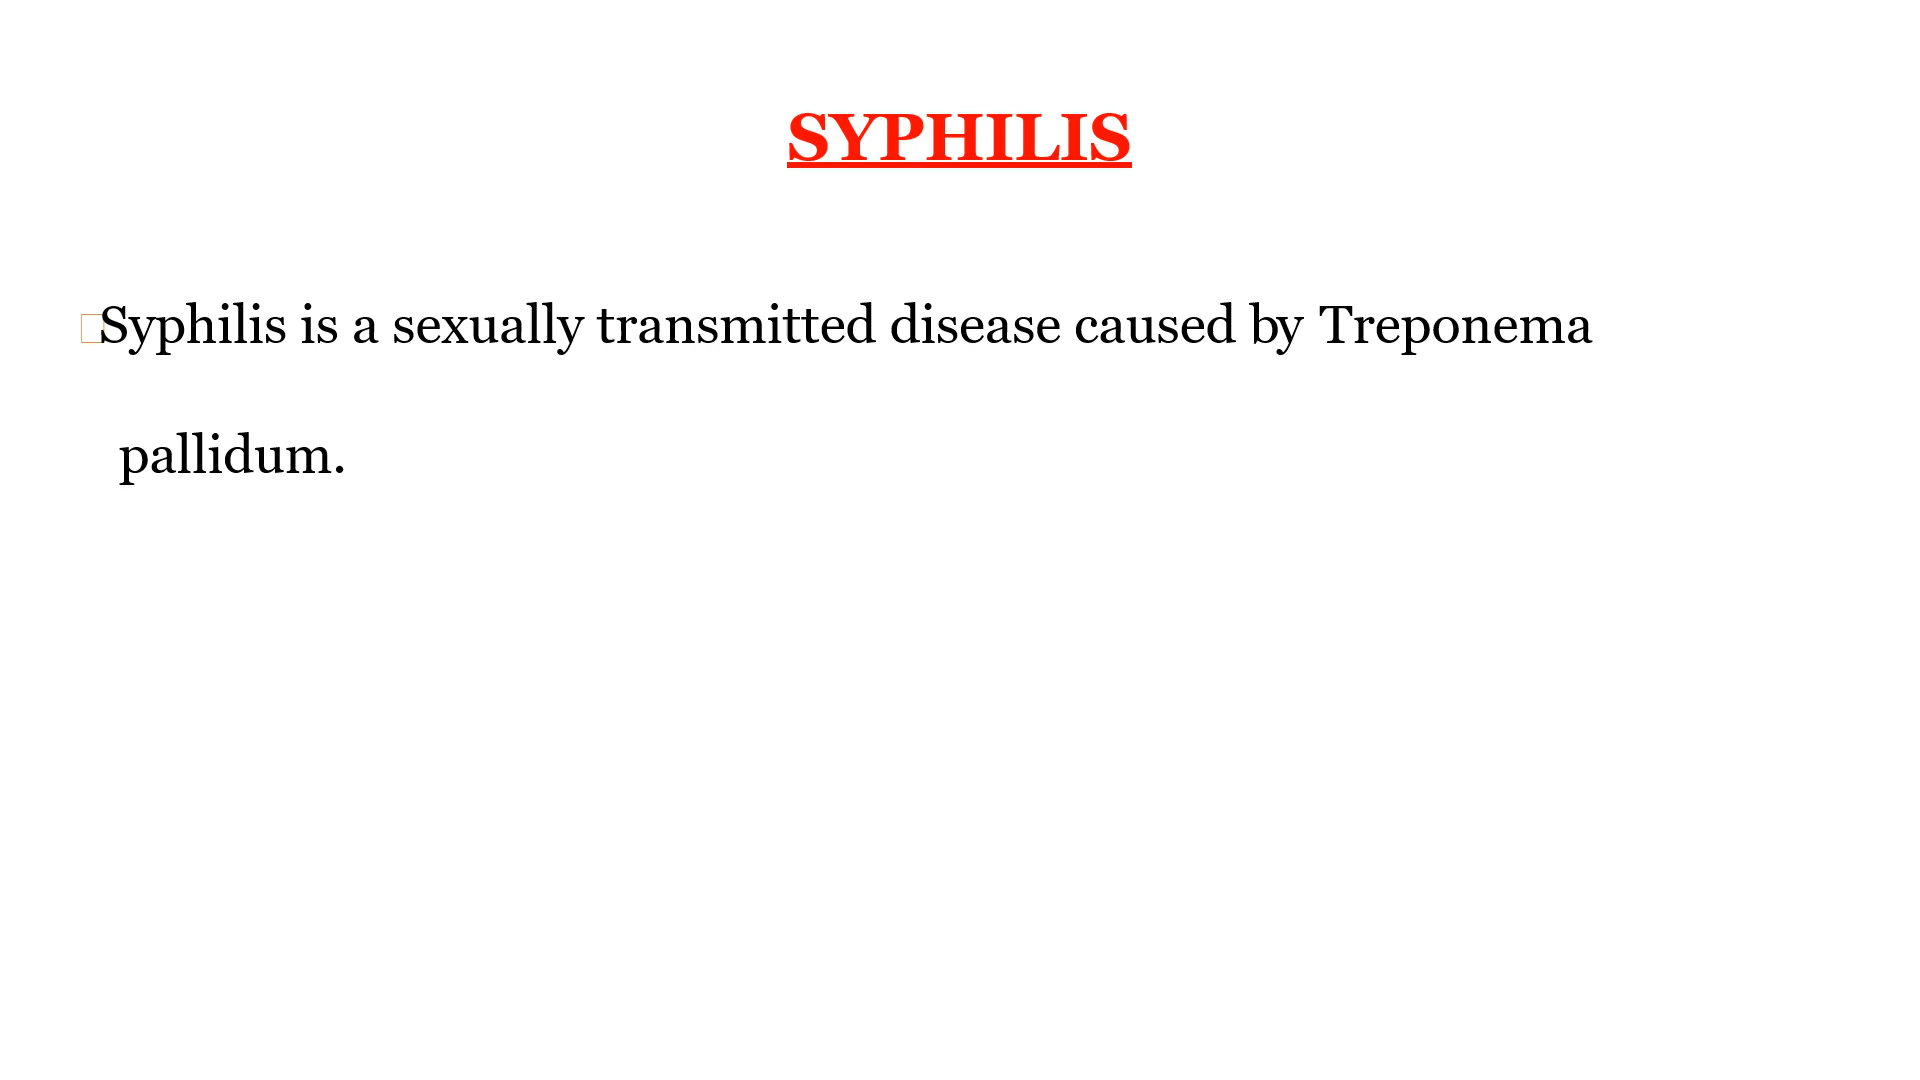 SYPHILIS
□Syphilis is a sexually transmitted disease caused by Treponema
pallidum.